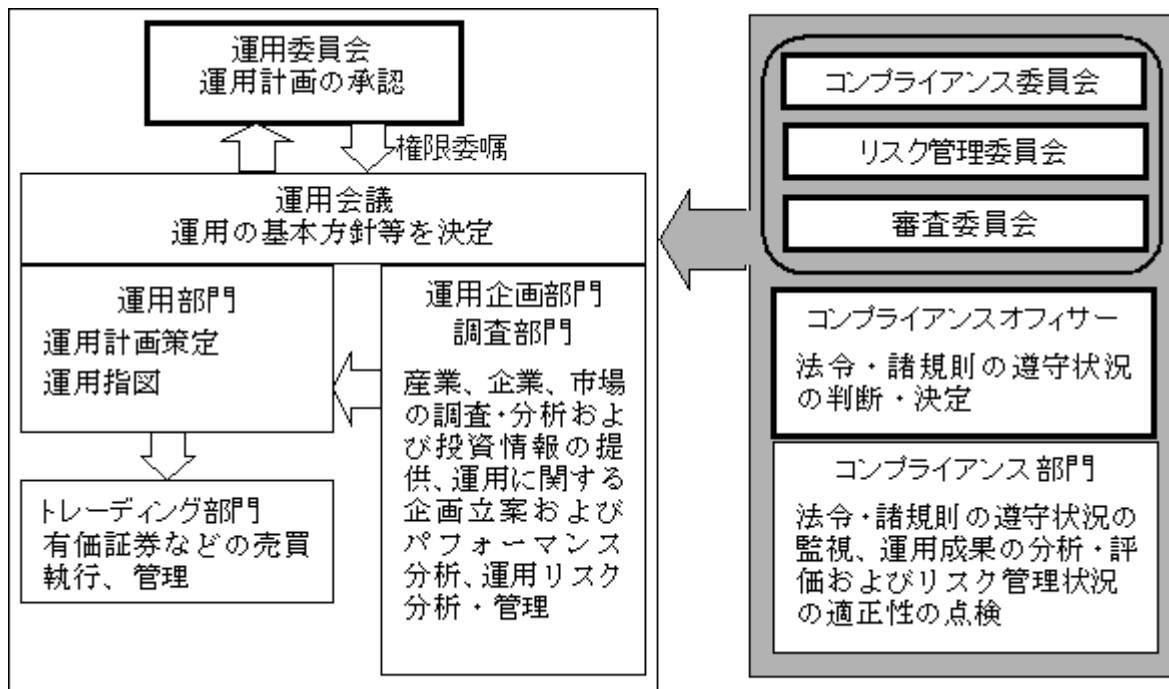 運用委員会
運用計画の承認
権限委嘱
運用会議
運用の基本方針等を決定
運用部門
運用計画策定
運用指図
運用企画部門
調査部門
産業、企業、市場
の調査・分析およ
び投資情報の提
供、運用に関する
企画立案および
パフォーマンス
分析、運用リスク
分析・管理
トレーディング部門
有価証券などの売買
執行、管理
コンプライアンス委員会
リスク管理委員会
審査委員会
コンプライアンスオフィサー
法令・諸規則の遵守状況
の判断・決定
コンプライアンス部門
法令・諸規則の遵守状況の
監視、運用成果の分析・評
価およびリスク管理状況
の適正性の点検